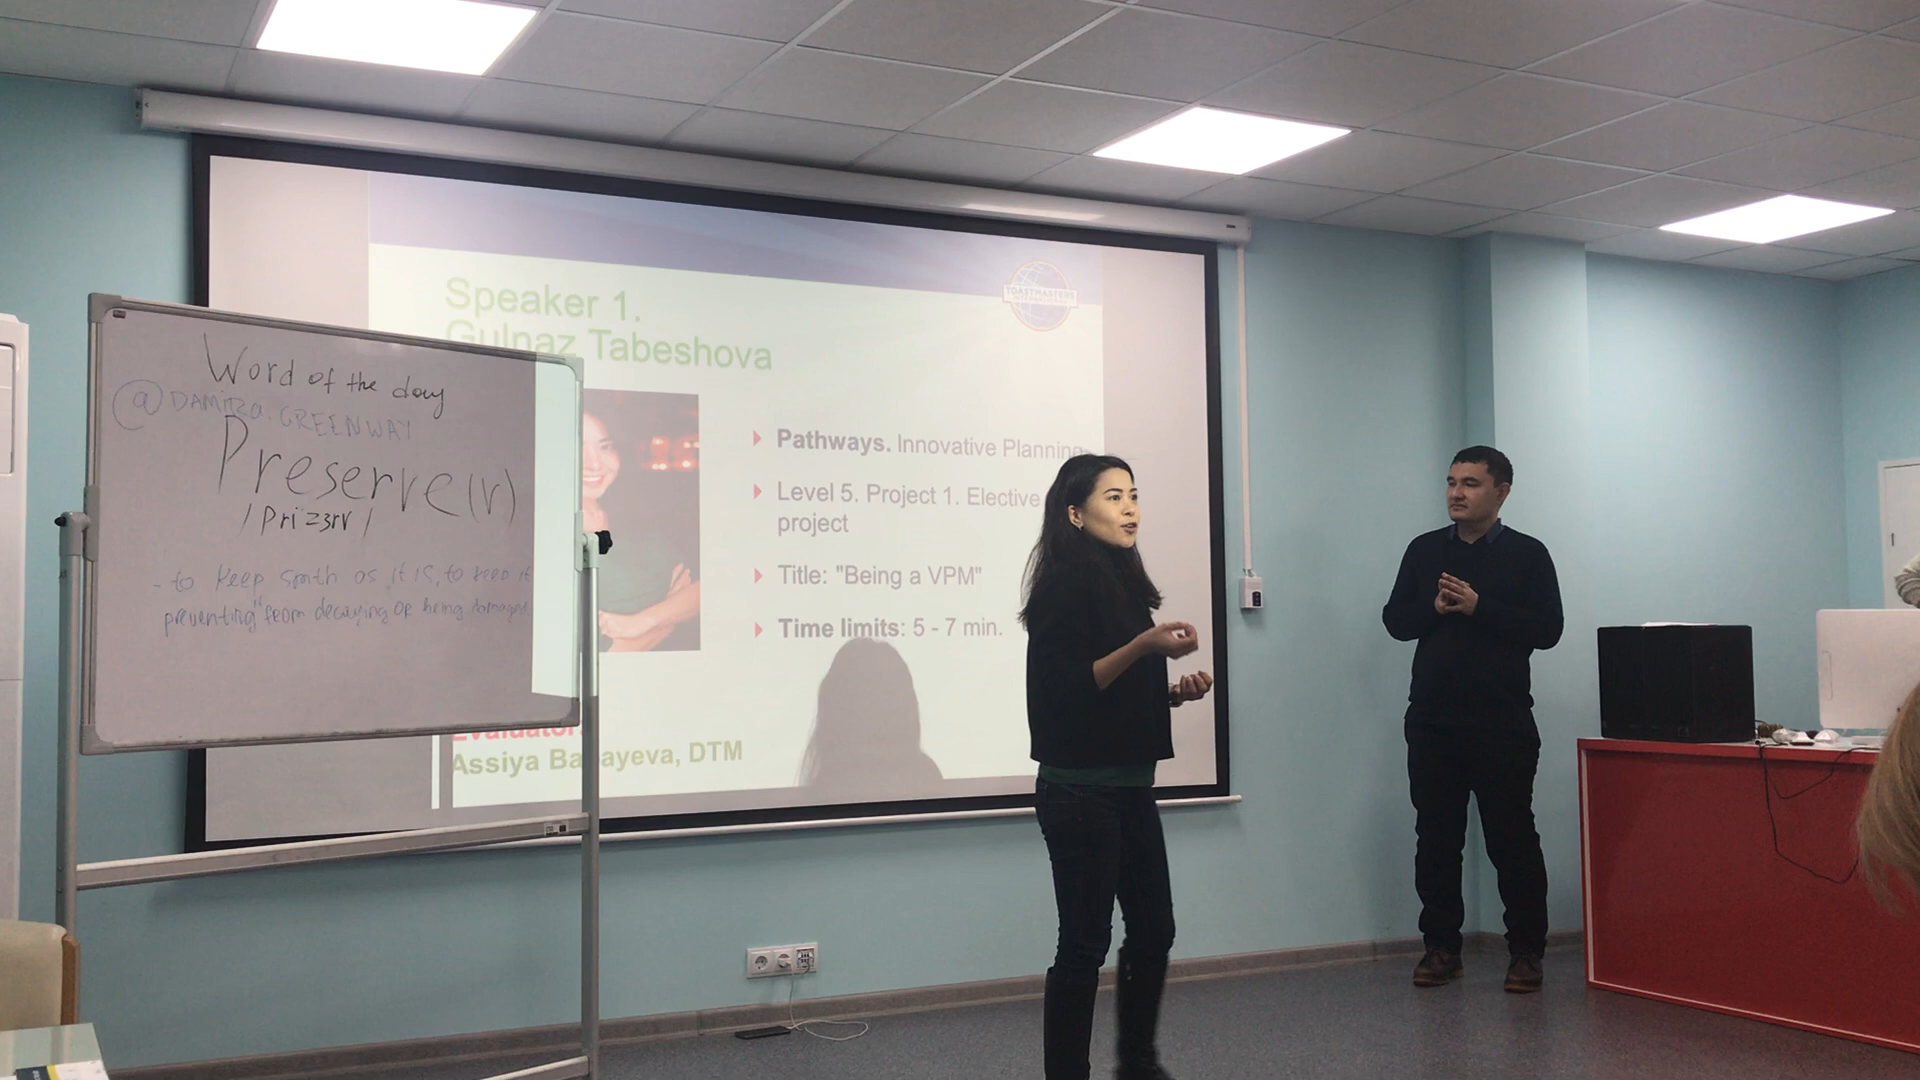 Word of the day
@DAMIRA.GREENWAY
Preserve(v)
/prizɜrv/
- to keep smth as it is, to keep it
preventing from decaying or being damaged
Speaker 1.
Gulnaz Tabeshova
TOASTMASTERS
Pathways. Innovative Planning
Level 5. Project 1. Elective
project
Title: "Being a VPM"
Time limits: 5 - 7 min.
Evaluator:
Assiya Ba ayeva, DTM